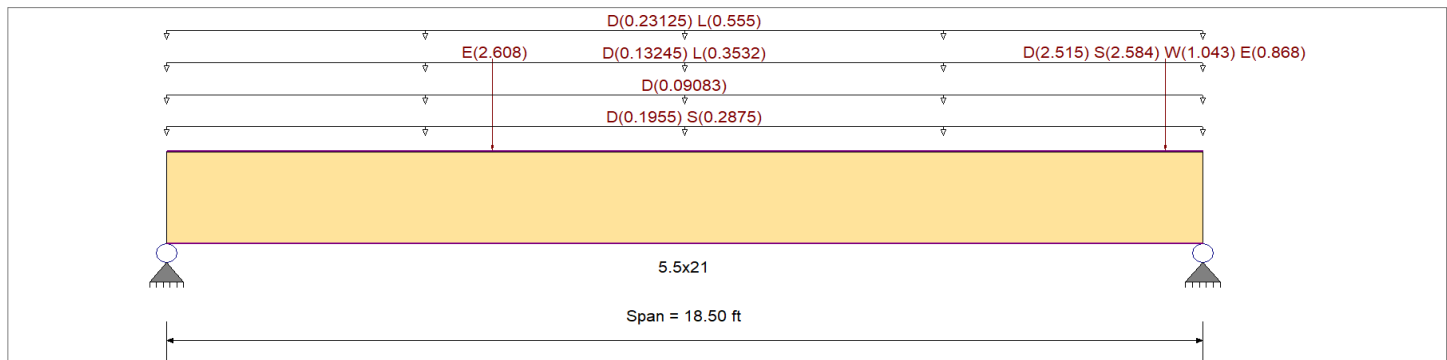 D(0.23125) L(0.555)
E(2.608) D(0.13245) L(0.3532) D(2.515) S(2.584) W(1.043) E(0.868)
D(0.09083)
D(0.1955) S(0.2875)
5.5x21
Span = 18.50 ft